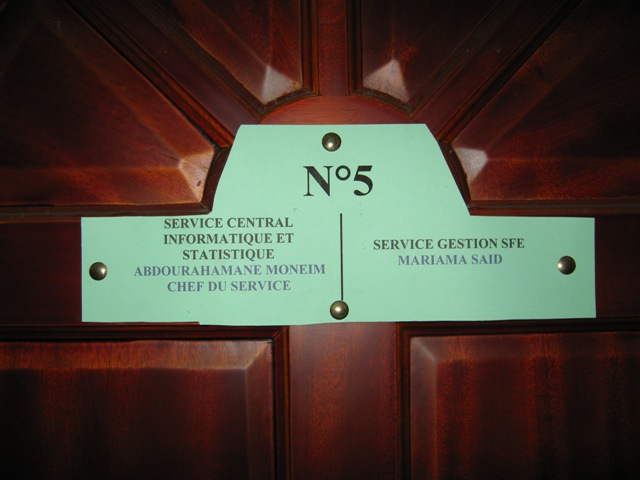 N°5
SERVICE CENTRAL
INFORMATIQUE ET
STATISTIQUE
ABDOURAHAMANE MONEIM
CHEF DU SERVICE
SERVICE GESTION SFE
MARIAMA SAID